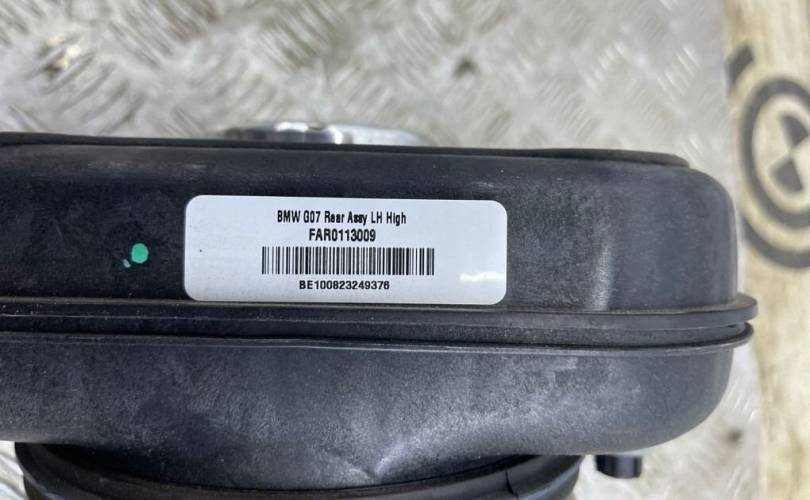 BMW G07 Rear Assy LH High
FAR0113009
BE100823249376